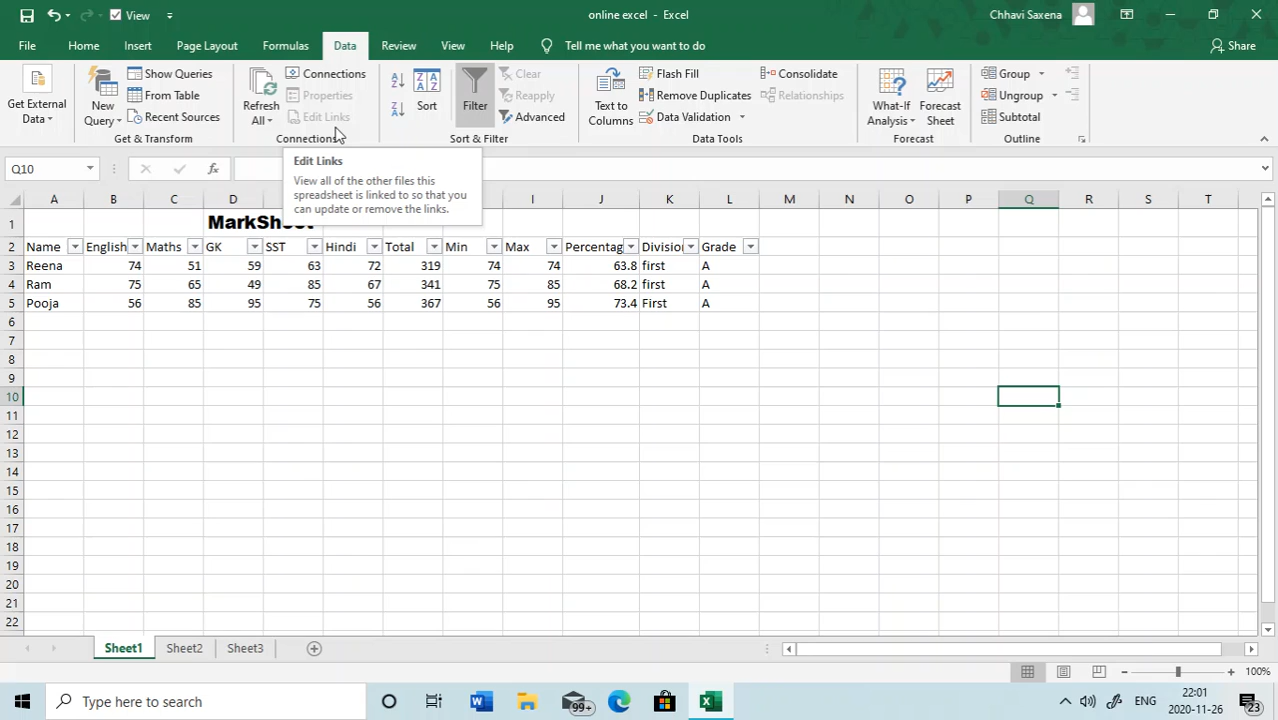 View
online excel - Excel
Chhavi Saxena
File Home Insert Page Layout Formulas Data Review View Help Tell me what you want to do Share
Get External Data
New Query
Show Queries
From Table
Recent Sources
Get & Transform
Refresh All
Connections
Properties
Edit Links
Connections
Sort
Filter
Clear
Reapply
Advanced
Sort & Filter
Text to Columns
Flash Fill
Remove Duplicates
Data Validation
Consolidate
Relationships
Data Tools
What-If Analysis
Forecast Sheet
Forecast
Group
Ungroup
Subtotal
Outline
Q10
fx
Edit Links
View all of the other files this
spreadsheet is linked to so that you
can update or remove the links.
A B C D I J K L M N O P Q R S T
1 MarkSheet
2 Name English Maths GK SST Hindi Total Min Max Percentag Divisio Grade
3 Reena 74 51 59 63 72 319 74 74 63.8 first A
4 Ram 75 65 49 85 67 341 75 85 68.2 first A
5 Pooja 56 85 95 75 56 367 56 95 73.4 First A
6
7
8
9
10
11
12
13
14
15
16
17
18
19
20
21
22
Sheet1 Sheet2 Sheet3
100%
Type here to search
99+
ENG
22:01
2020-11-26
23